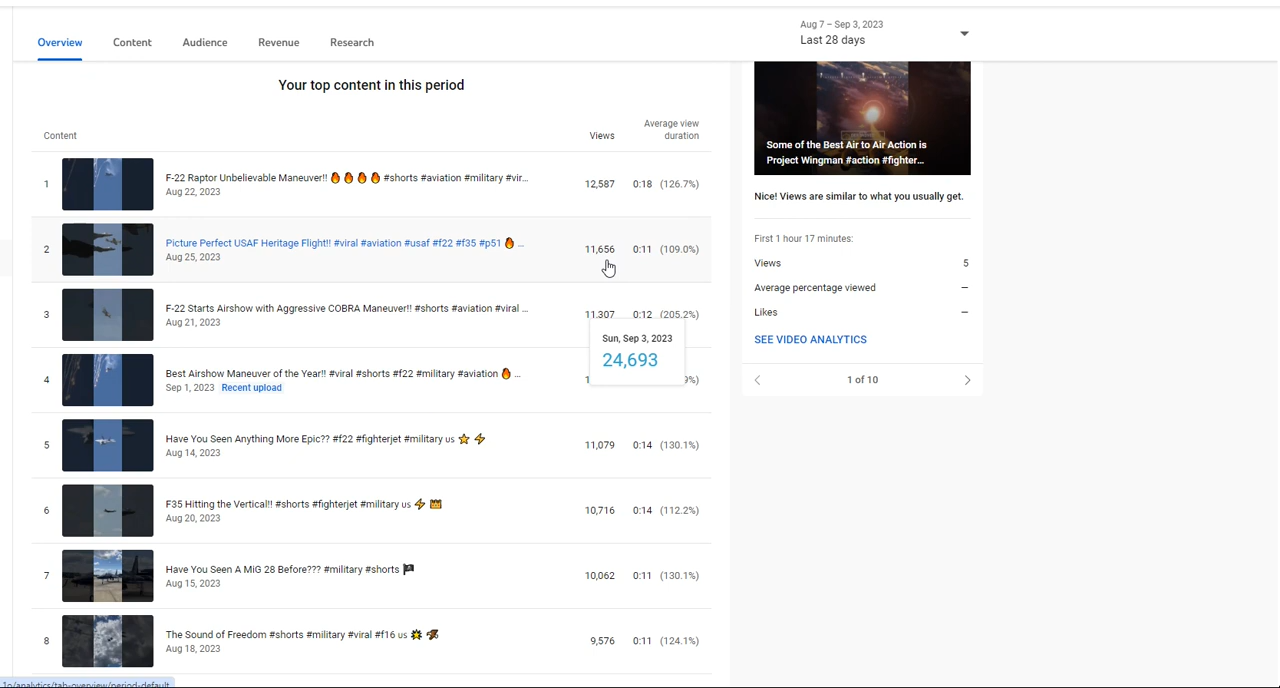 Overview Content Audience Revenue Research
Aug 7 – Sep 3, 2023
Last 28 days
Your top content in this period
Content Views Average view duration
1 F-22 Raptor Unbelievable Maneuver!! 🔥 🔥 🔥 🔥 #shorts #aviation #military #vir... 12,587 0:18 (126.7%)
Aug 22, 2023
2 Picture Perfect USAF Heritage Flight!! #viral #aviation #usaf #f22 #f35 #p51 🔥 ... 11,656 0:11 (109.0%)
Aug 25, 2023
3 F-22 Starts Airshow with Aggressive COBRA Maneuver!! #shorts #aviation #viral ... 11,307 0:12 (205.2%)
Aug 21, 2023
Sun, Sep 3, 2023
24,693
4 Best Airshow Maneuver of the Year!! #viral #shorts #f22 #military #aviation 🔥 ...
Sep 1, 2023 Recent upload
5 Have You Seen Anything More Epic?? #f22 #fighterjet #military us ⭐ ⚡ 11,079 0:14 (130.1%)
Aug 14, 2023
6 F35 Hitting the Vertical!! #shorts #fighterjet #military us ⚡ 11,716 0:14 (112.2%)
Aug 20, 2023
7 Have You Seen A MiG 28 Before??? #military #shorts 🏴 10,062 0:11 (130.1%)
Aug 15, 2023
8 The Sound of Freedom #shorts #military #viral #f16 us 9,576 0:11 (124.1%)
Aug 18, 2023
Some of the Best Air to Air Action is
Project Wingman #action #fighter...
Nice! Views are similar to what you usually get.
First 1 hour 17 minutes:
Views 5
Average percentage viewed –
Likes –
SEE VIDEO ANALYTICS
1 of 10
1o/analytics/tab-overview/period-default